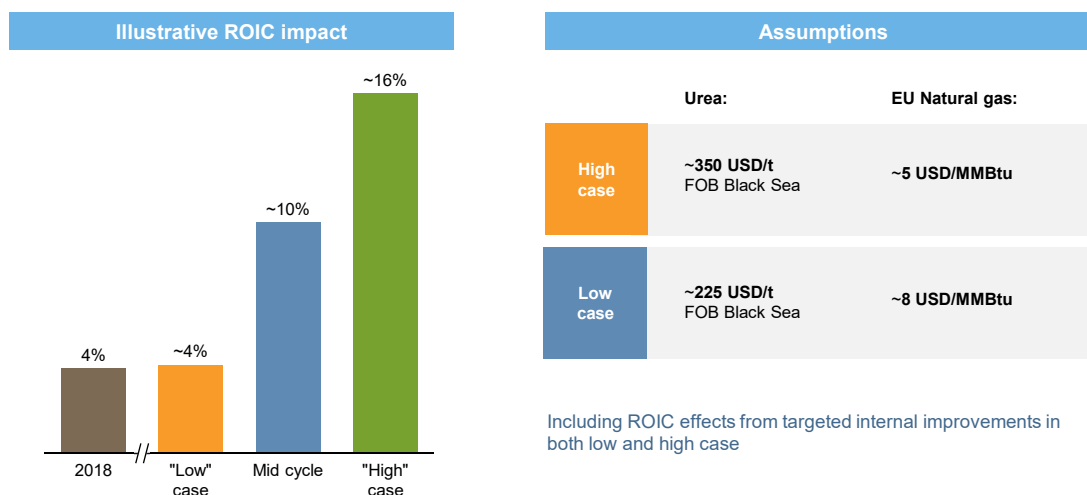 Illustrative ROIC impact
~16%
~10%
4%
~4%
2018
"Low"
case
Mid cycle
"High"
case
Assumptions
Urea:
EU Natural gas:
High
case
~350 USD/t
FOB Black Sea
~5 USD/MMBtu
Low
case
~225 USD/t
FOB Black Sea
~8 USD/MMBtu
Including ROIC effects from targeted internal improvements in
both low and high case